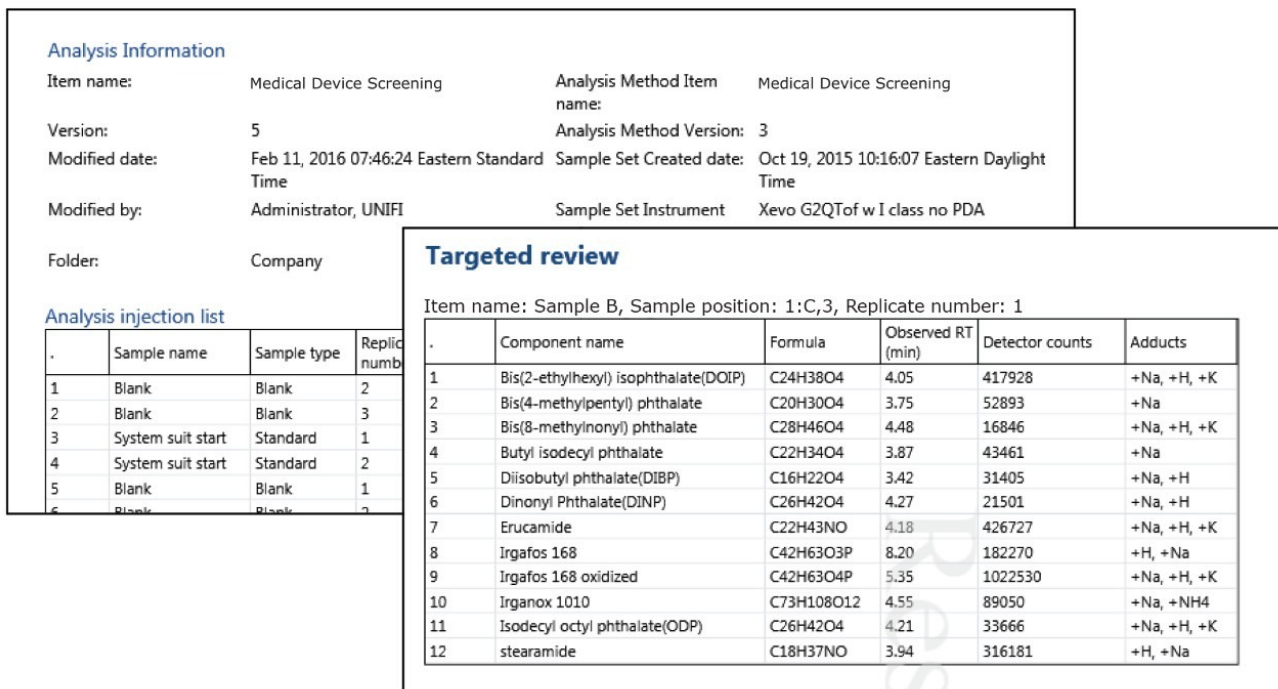 Analysis Information
Item name: Medical Device Screening Analysis Method Item name: Medical Device Screening
Version: 5 Analysis Method Version: 3
Modified date: Feb 11, 2016 07:46:24 Eastern Standard Time Sample Set Created date: Oct 19, 2015 10:16:07 Eastern Daylight Time
Modified by: Administrator, UNIFI Sample Set Instrument Xevo G2QTof w I class no PDA
Folder: Company
Analysis injection list
. Sample name Sample type
1 Blank Blank 2
2 Blank Blank 3
3 System suit start Standard 1
4 System suit start Standard 2
5 Blank Blank 1
6 Blank Blank 2
Targeted review
Item name: Sample B, Sample position: 1:C,3, Replicate number: 1
. Component name Formula Observed RT (min) Detector counts Adducts
1 Bis(2-ethylhexyl) isophthalate(DOIP) C24H38O4 4.05 417928 +Na, +H, +K
2 Bis(4-methylpentyl) phthalate C20H30O4 3.75 52893 +Na
3 Bis(8-methylnonyl) phthalate C28H46O4 4.48 16846 +Na, +H, +K
4 Butyl isodecyl phthalate C22H34O4 3.87 43461 +Na
5 Diisobutyl phthalate(DIBP) C16H22O4 3.42 31405 +Na, +H
6 Dinonyl Phthalate(DINP) C26H42O4 4.27 21501 +Na, +H
7 Erucamide C22H43NO 4.18 426727 +Na, +H, +K
8 Irgafos 168 C42H63O3P 8.20 182270 +H, +Na
9 Irgafos 168 oxidized C42H63O4P 5.35 1022530 +Na, +H, +K
10 Irganox 1010 C73H108O12 4.55 89050 +Na, +NH4
11 Isodecyl octyl phthalate(ODP) C26H42O4 4.21 33666 +Na, +H, +K
12 stearamide C18H37NO 3.94 316181 +H, +Na
Res